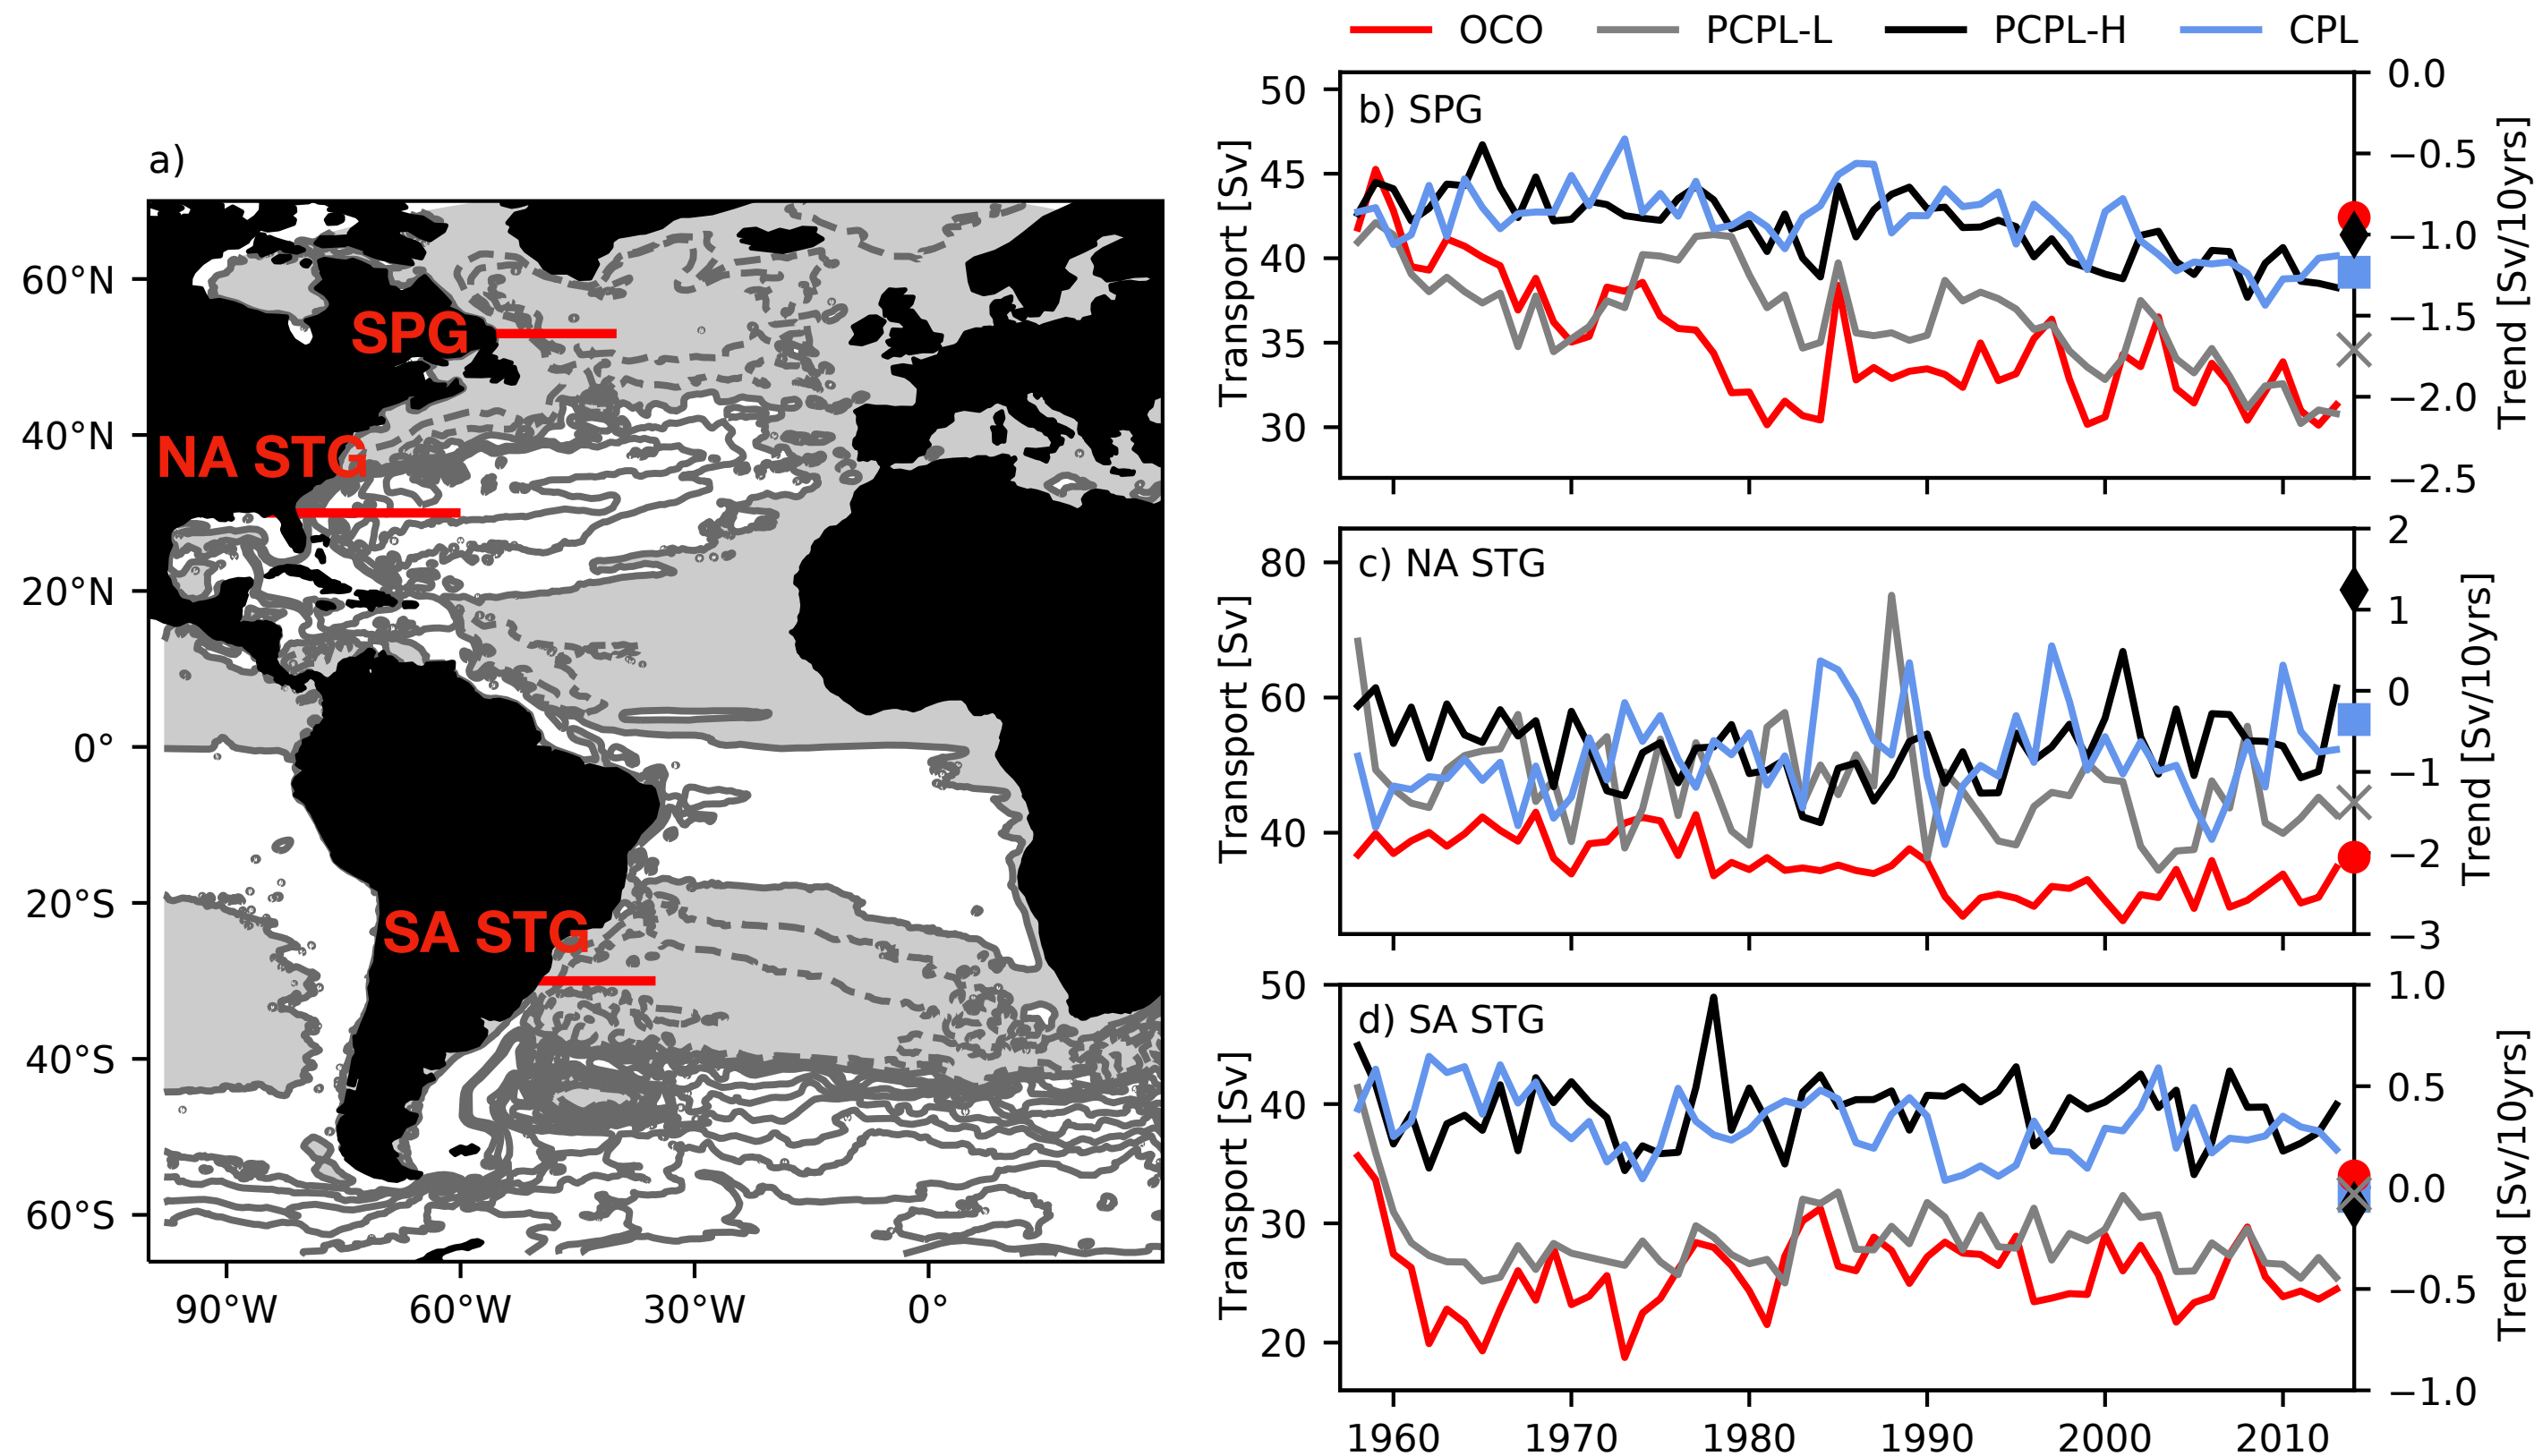 OCO PCPL-L PCPL-H CPL
a)
60°N
40°N
20°N
0°
20°S
40°S
60°S
90°W 60°W 30°W 0°
SPG
NA STG
SA STG
b) SPG
Transport [Sv]
50
45
40
35
30
Trend [Sv/10yrs]
0.0
−0.5
−1.0
−1.5
−2.0
−2.5
c) NA STG
Transport [Sv]
80
60
40
Trend [Sv/10yrs]
2
1
0
−1
−2
−3
d) SA STG
Transport [Sv]
50
40
30
20
Trend [Sv/10yrs]
1.0
0.5
0.0
−0.5
−1.0
1960 1970 1980 1990 2000 2010